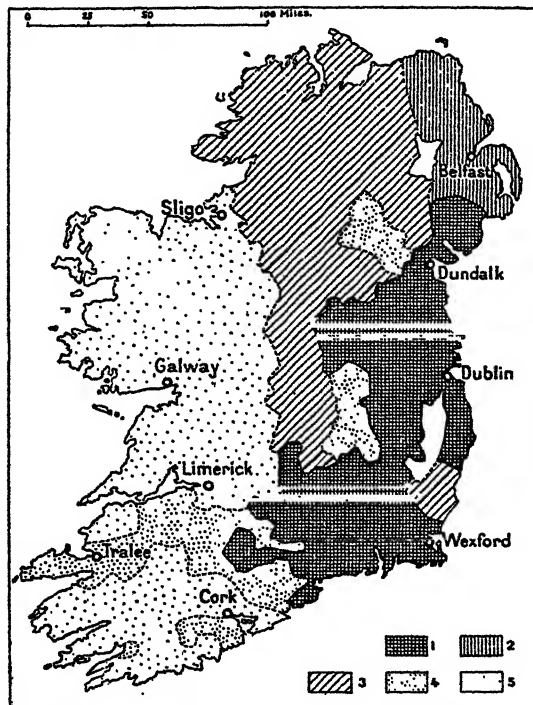 0 25 50 100 Miles.
Belfast
Sligo
Dundalk
Galway
Dublin
Limerick
Tralee
Wexford
Cork
1 2
3 4 5